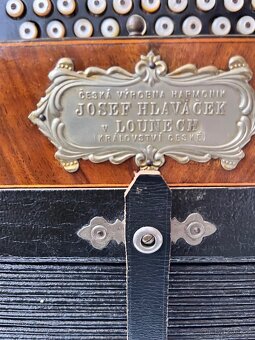 ČESKÁ VÝROBNA HARMONIK
JOSEF HLAVÁČEK
V LOUNECH
(KRÁLOVSTVÍ ČESKÉ)